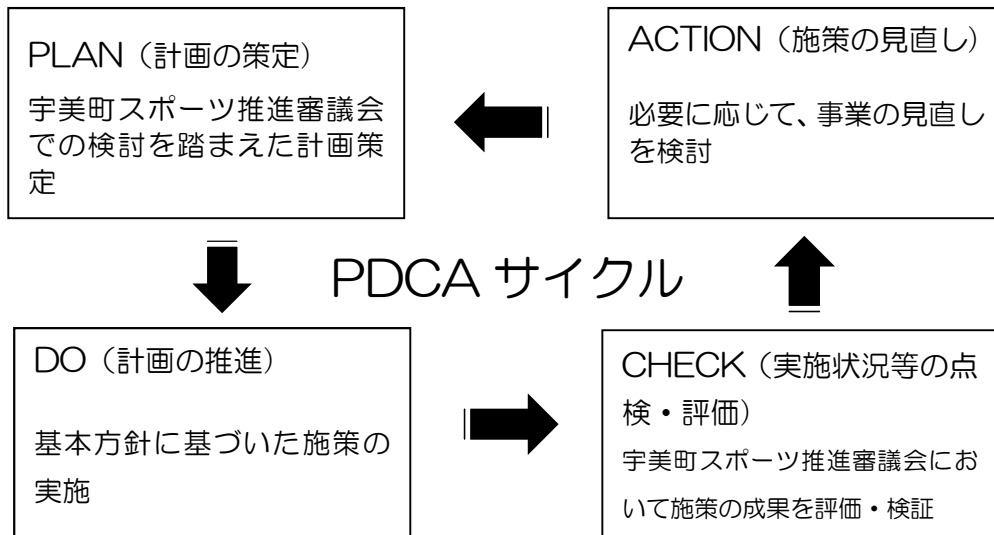 PLAN（計画の策定）
宇美町スポーツ推進審議会
での検討を踏まえた計画策
定
ACTION（施策の見直し）
必要に応じて、事業の見直し
を検討
PDCA サイクル
DO（計画の推進）
基本方針に基づいた施策の
実施
CHECK（実施状況等の点
検・評価）
宇美町スポーツ推進審議会にお
いて施策の成果を評価・検証